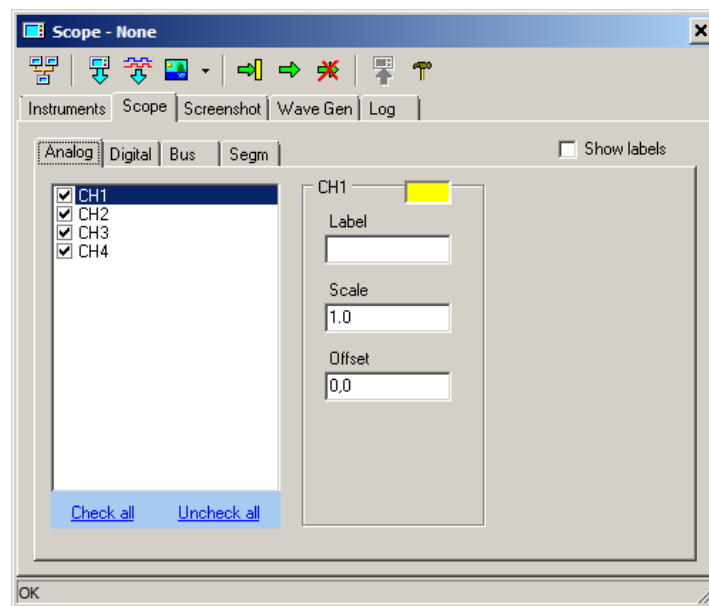 Scope - None
Instruments Scope Screenshot Wave Gen Log
Analog Digital Bus Segm Show labels
CH1
CH2
CH3
CH4
CH1
Label
Scale
1.0
Offset
0,0
Check all Uncheck all
OK